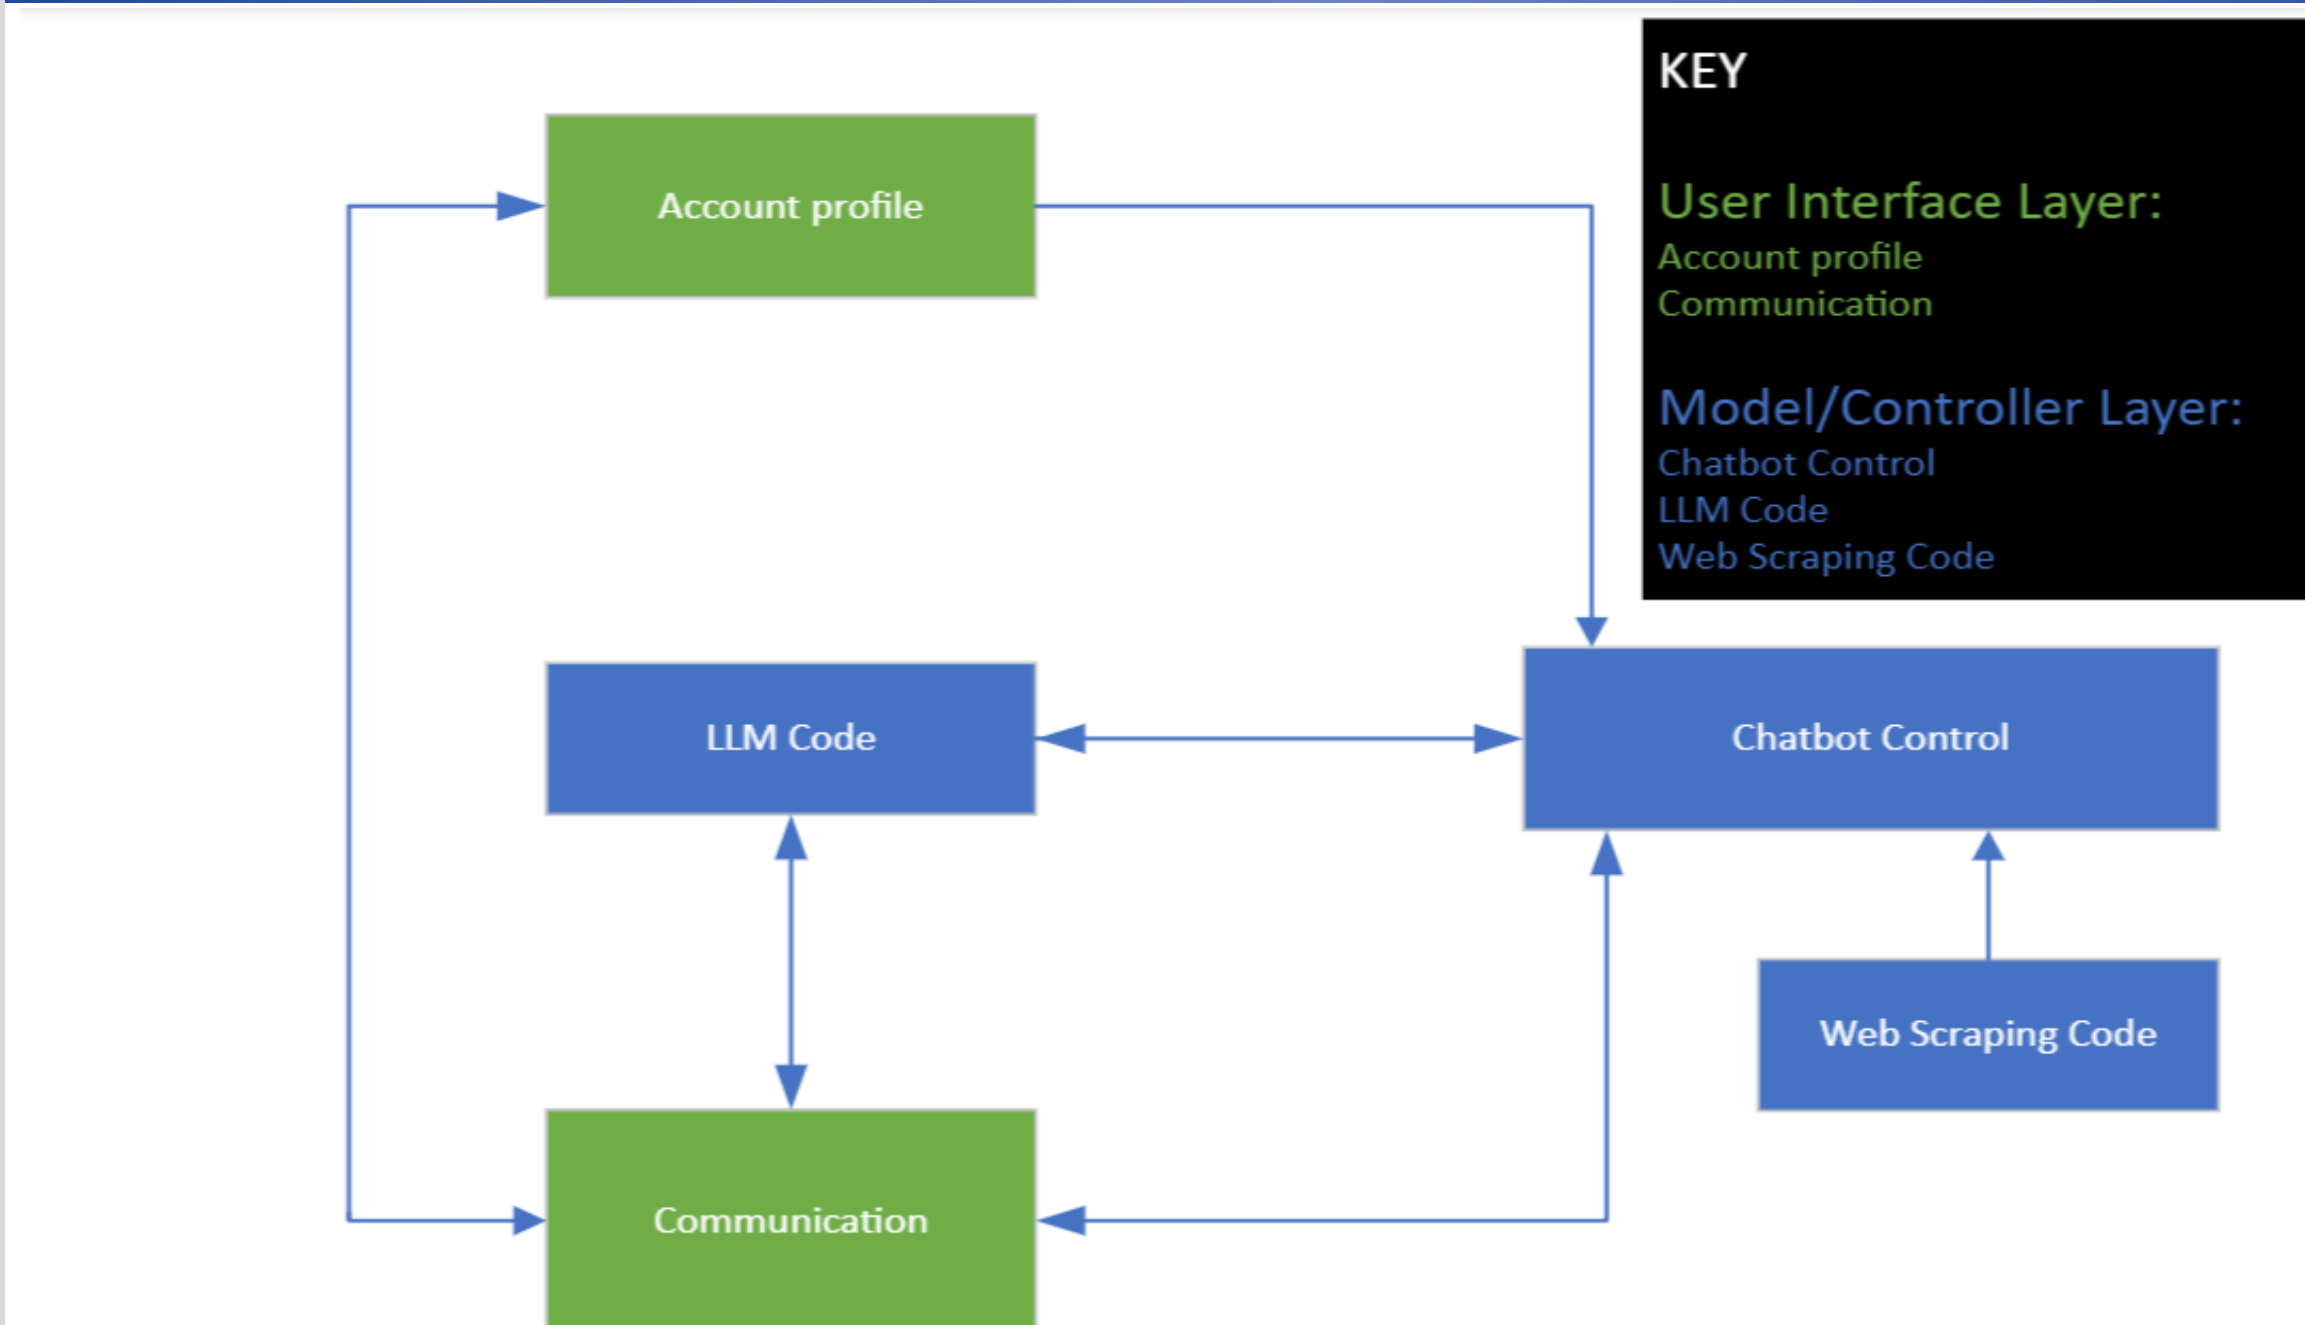 KEY
User Interface Layer:
Account profile
Communication
Model/Controller Layer:
Chatbot Control
LLM Code
Web Scraping Code
Account profile
LLM Code
Chatbot Control
Web Scraping Code
Communication